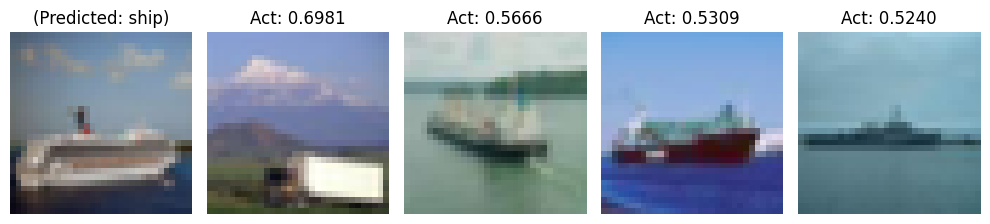 (Predicted: ship)
Act: 0.6981
Act: 0.5666
Act: 0.5309
Act: 0.5240